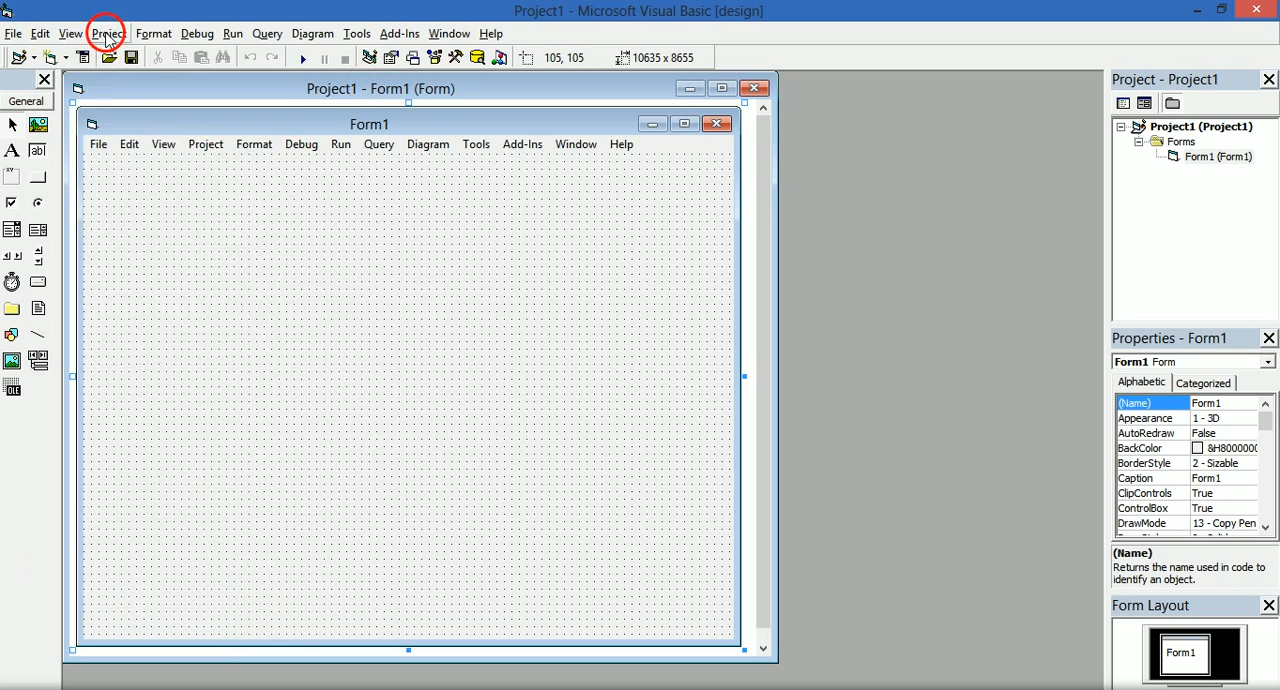 Project1 - Microsoft Visual Basic [design]
File Edit View Project Format Debug Run Query Diagram Tools Add-Ins Window Help
105, 105 10635 x 8655
General
Project1 - Form1 (Form)
Form1
File Edit View Project Format Debug Run Query Diagram Tools Add-Ins Window Help
A ab|
XY
OLE
Project - Project1
Project1 (Project1)
Forms
Form1 (Form1)
Properties - Form1
Form1 Form
Alphabetic Categorized
(Name) Form1
Appearance 1 - 3D
AutoRedraw False
BackColor &H8000000
BorderStyle 2 - Sizable
Caption Form1
ClipControls True
ControlBox True
DrawMode 13 - Copy Pen
(Name)
Returns the name used in code to
identify an object.
Form Layout
Form1